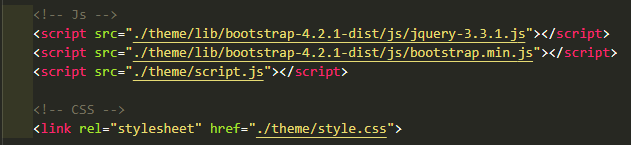 <!-- Js -->
<script src="./theme/lib/bootstrap-4.2.1-dist/js/jquery-3.3.1.js"></script>
<script src="./theme/lib/bootstrap-4.2.1-dist/js/bootstrap.min.js"></script>
<script src="./theme/script.js"></script>
<!-- CSS -->
<link rel="stylesheet" href="./theme/style.css">